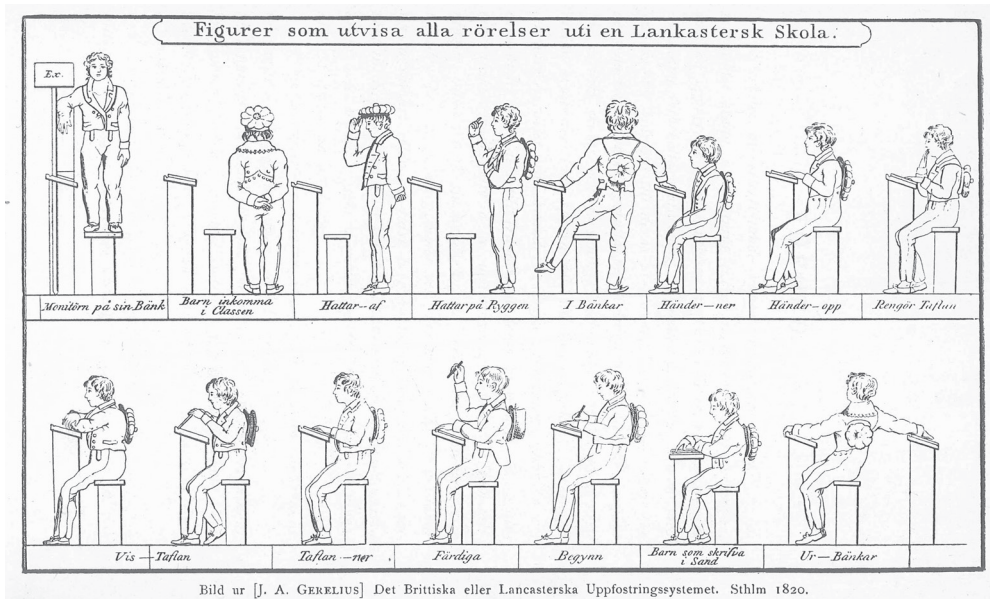 Figurer som utvisa alla rörelser uti en Lankastersk Skola.
Ex.
Monitörn på sin Bänk
Barn inkomma
i Classen
Hattar--af
Hattar på Ryggen
I Bänkar
Händer—ner
Händer—opp
Rengör Taflan
Vis—Taflan
Taflan—ner
Färdiga
Begynn
Barn som skrifva
i Sand
Ur—Bänkar
Bild ur [J. A. GERELIUS] Det Brittiska eller Lancasterska Uppfostringssystemet. Sthlm 1820.